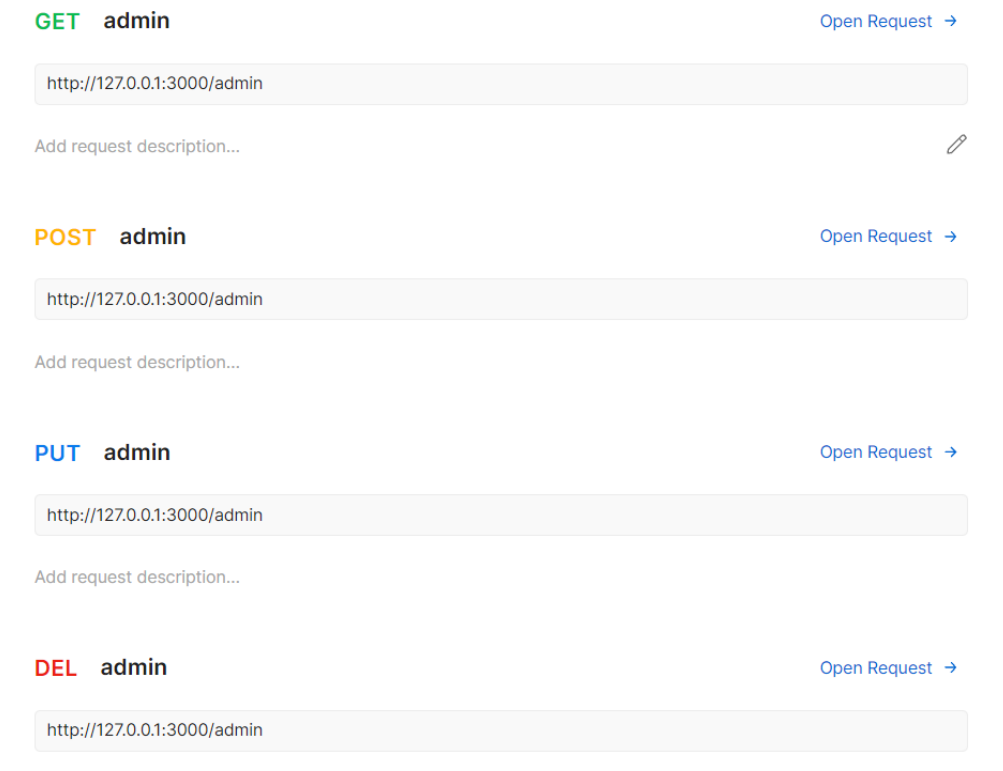 GET admin Open Request →
http://127.0.0.1:3000/admin
Add request description...
POST admin Open Request →
http://127.0.0.1:3000/admin
Add request description...
PUT admin Open Request →
http://127.0.0.1:3000/admin
Add request description...
DEL admin Open Request →
http://127.0.0.1:3000/admin